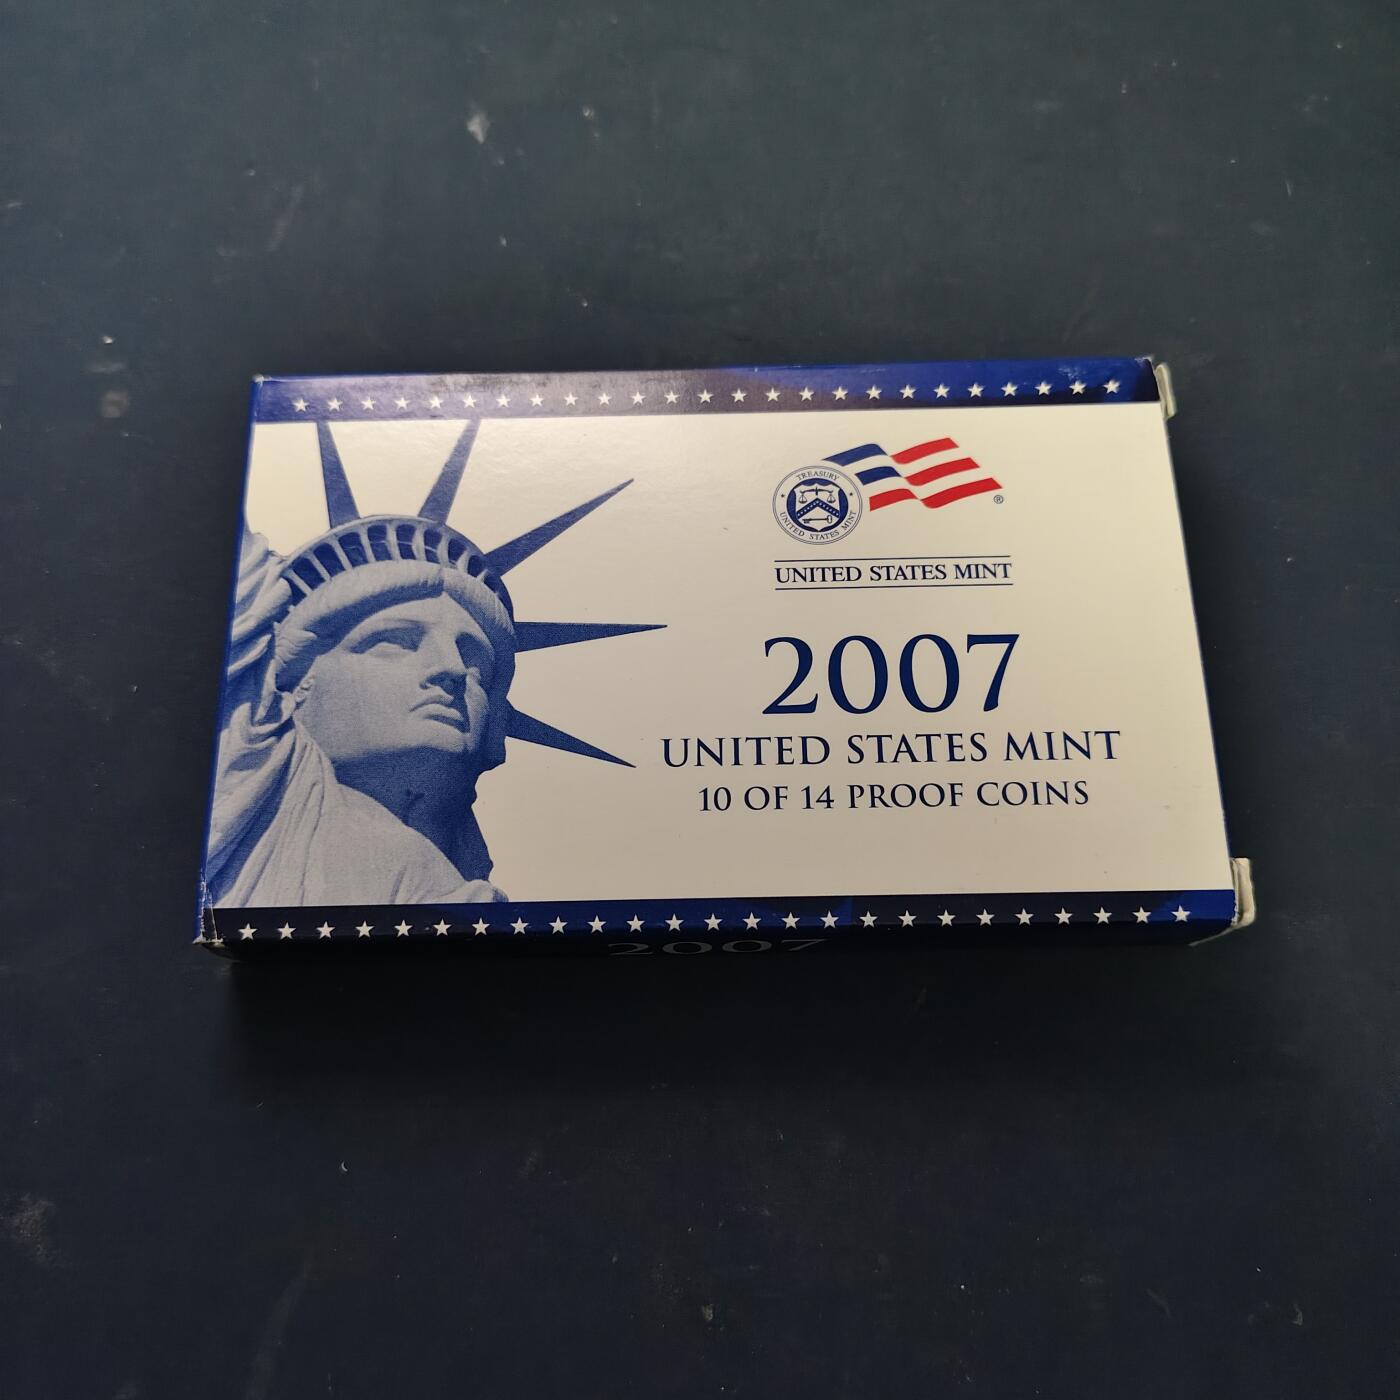 TREASURY
UNITED STATES MINT
®
UNITED STATES MINT
2007
UNITED STATES MINT
10 OF 14 PROOF COINS
2007